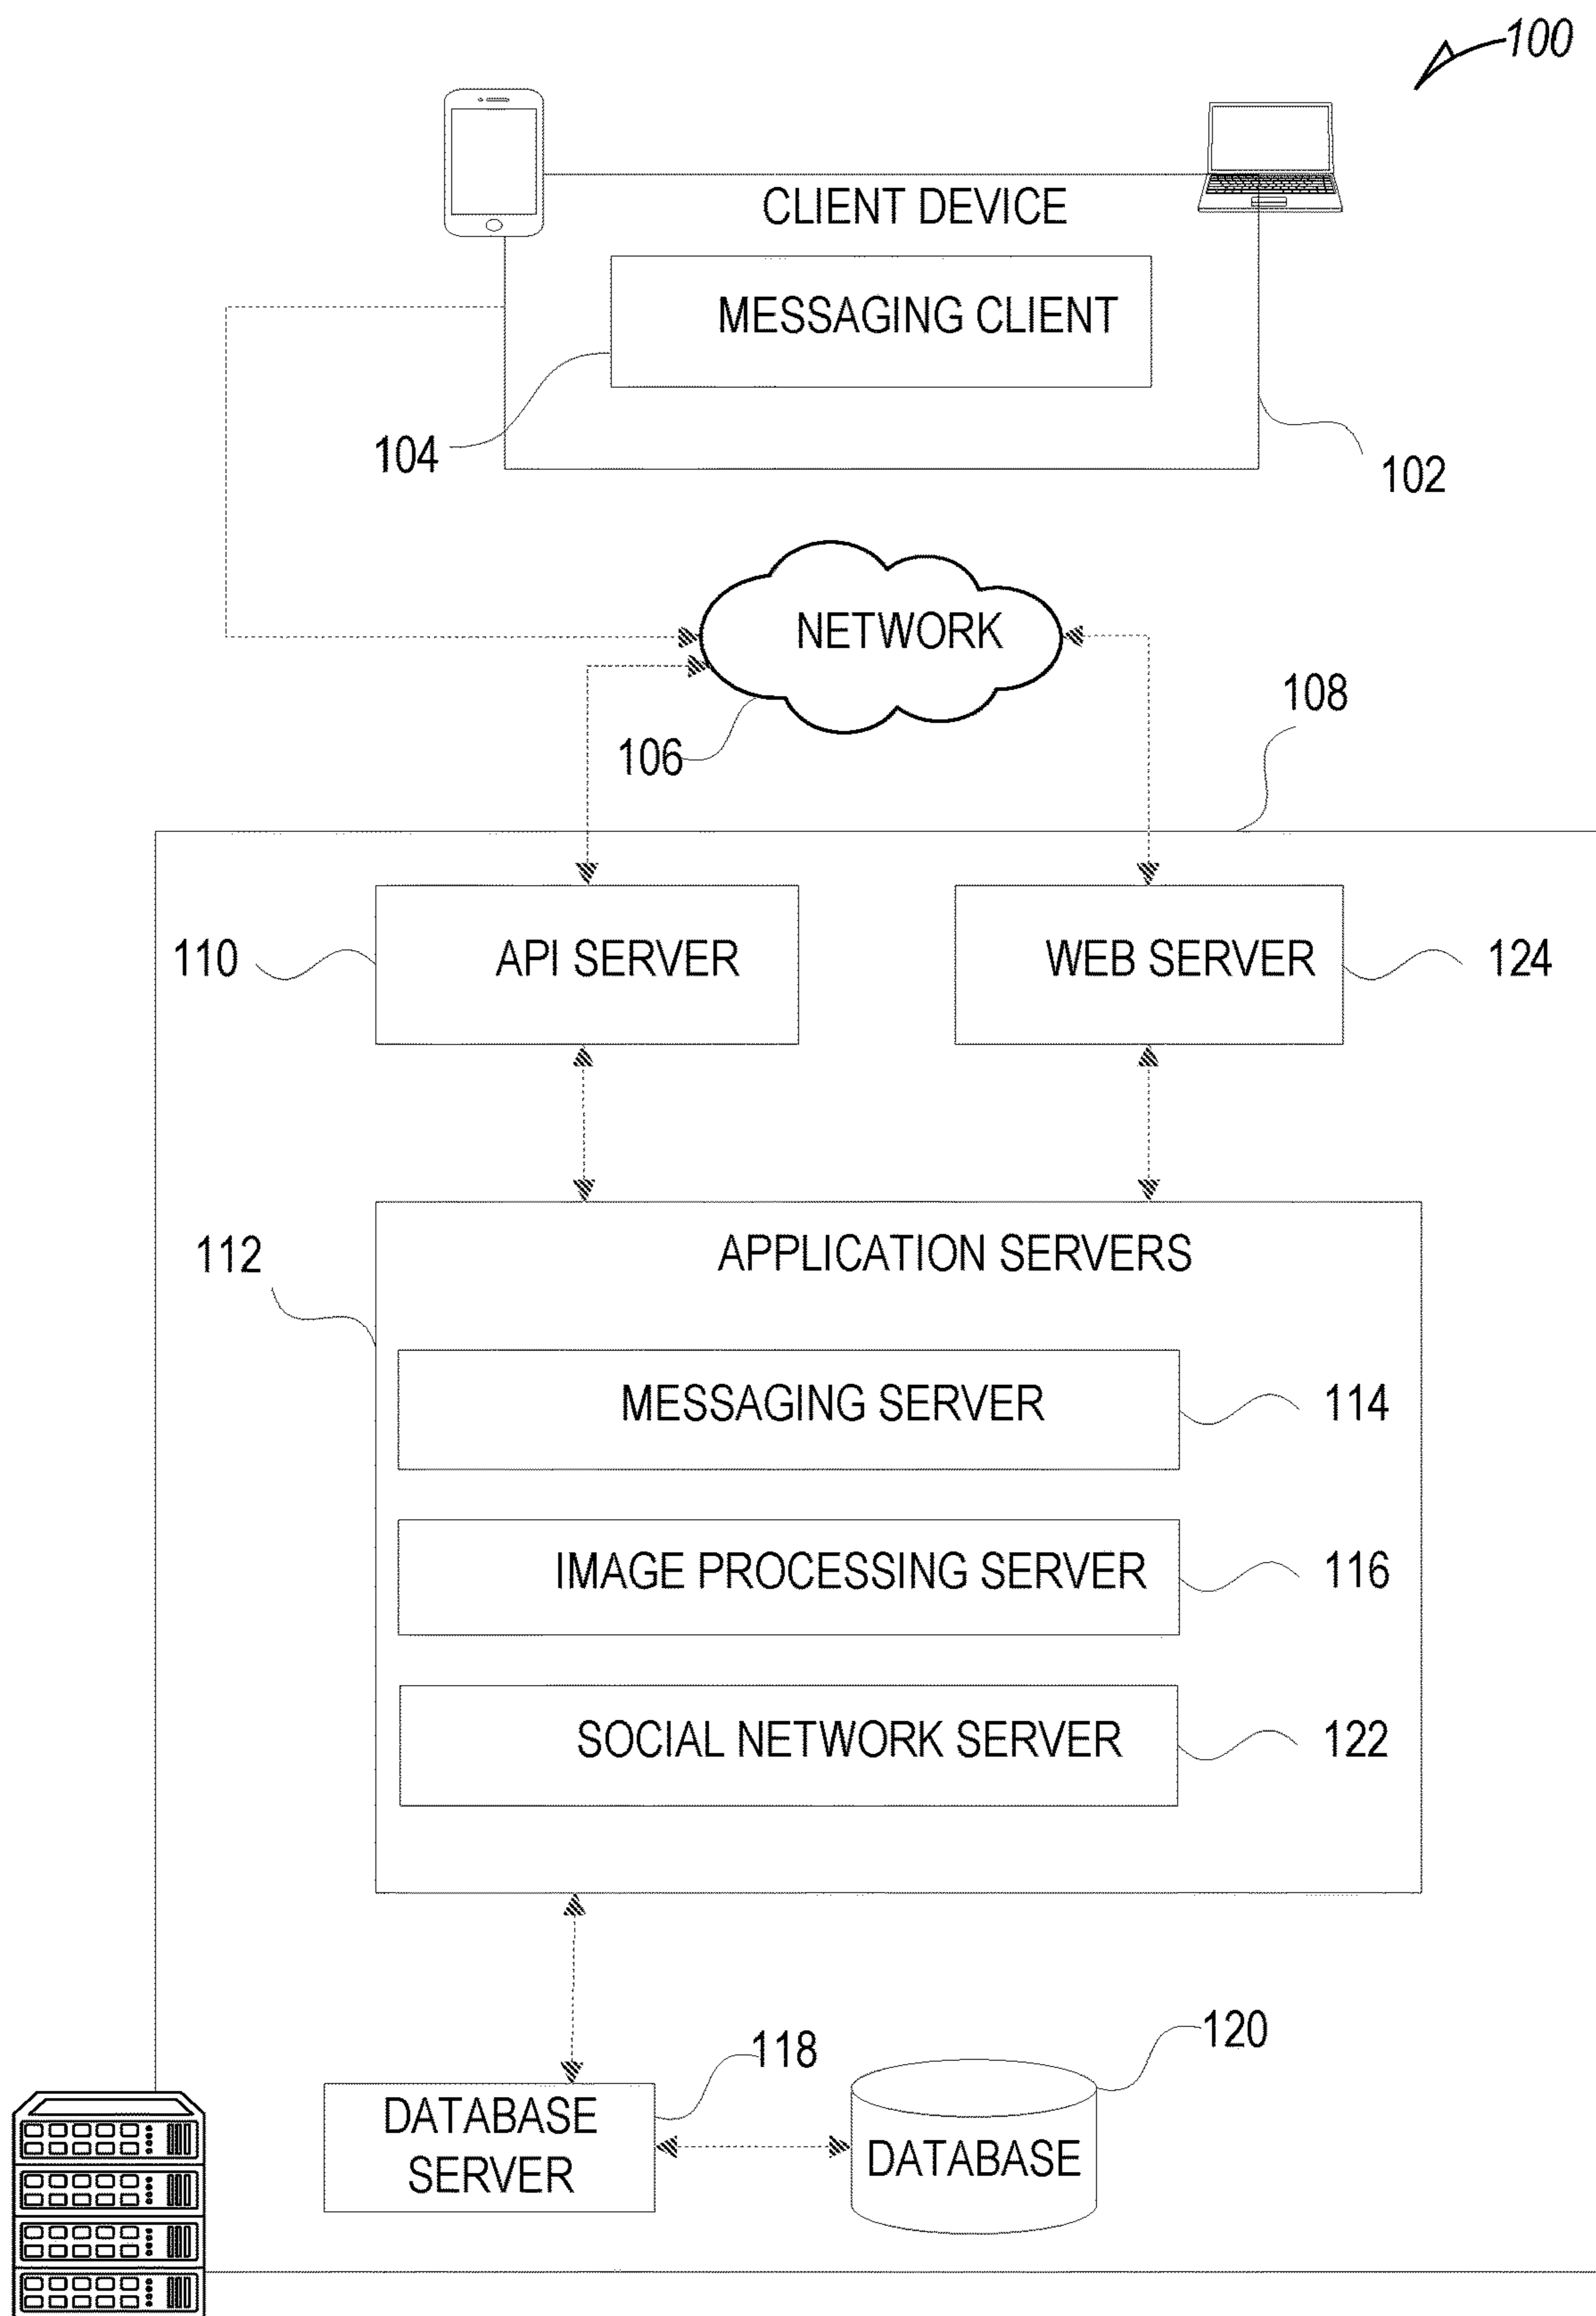 100
CLIENT DEVICE
MESSAGING CLIENT
104
102
NETWORK
106
108
110
API SERVER
WEB SERVER
124
112
APPLICATION SERVERS
MESSAGING SERVER
114
IMAGE PROCESSING SERVER
116
SOCIAL NETWORK SERVER
122
118
120
DATABASE
SERVER
DATABASE